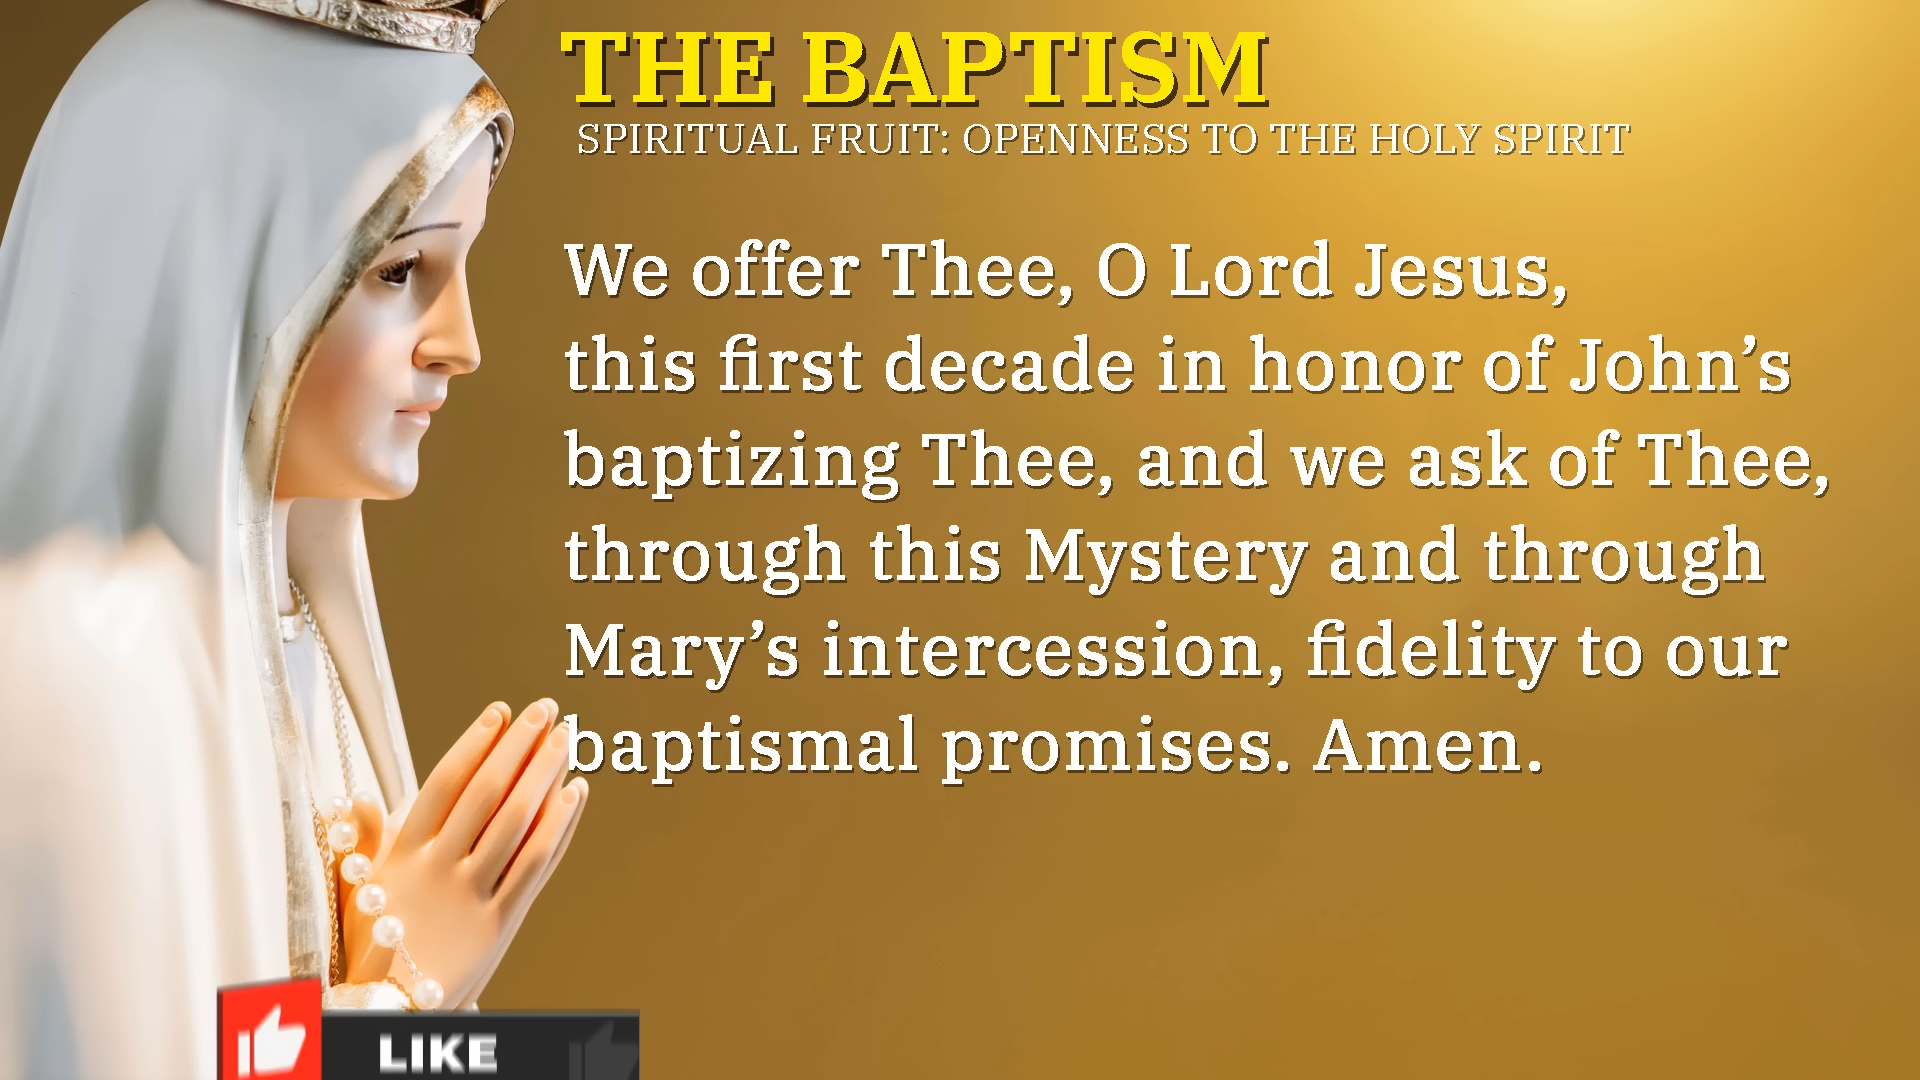 THE BAPTISM
SPIRITUAL FRUIT: OPENNESS TO THE HOLY SPIRIT
We offer Thee, O Lord Jesus,
this first decade in honor of John’s
baptizing Thee, and we ask of Thee,
through this Mystery and through
Mary’s intercession, fidelity to our
baptismal promises. Amen.
LIKE